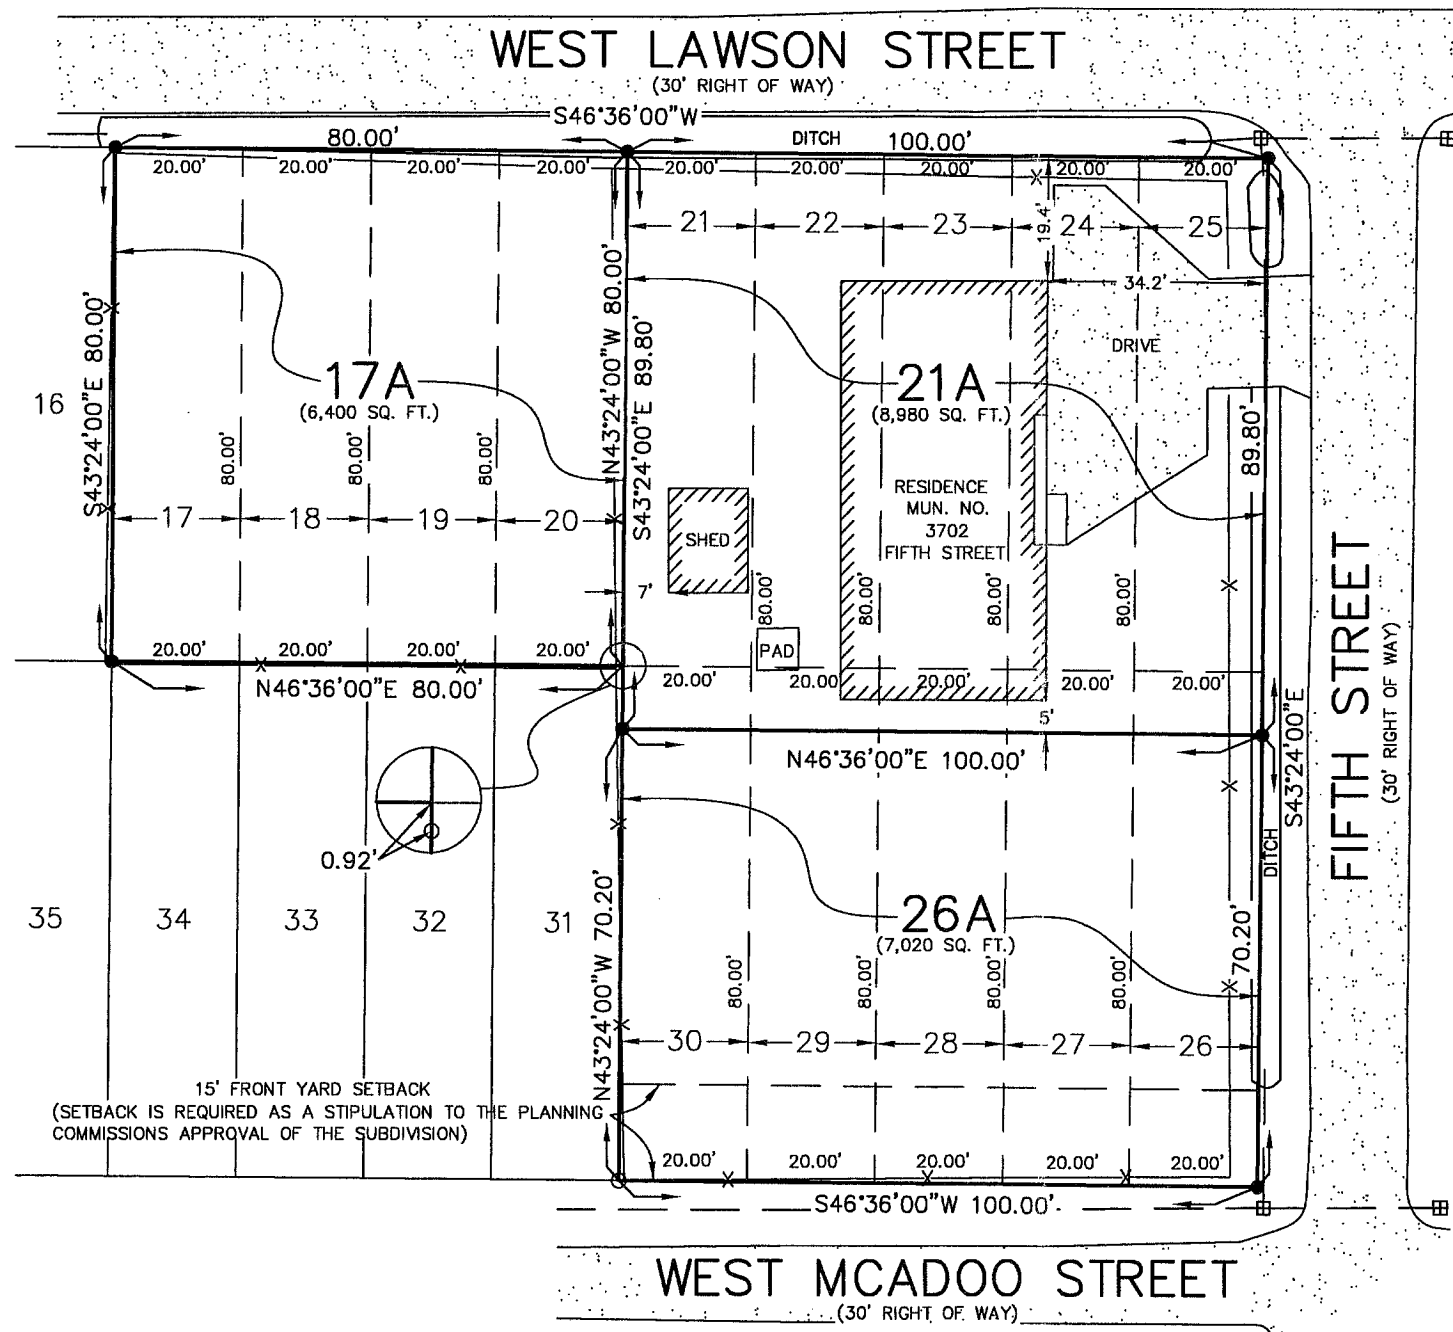 WEST LAWSON STREET
(30' RIGHT OF WAY)
S46°36'00"W
80.00'
DITCH
100.00'
20.00'
20.00'
20.00'
20.00'
20.00'
20.00'
20.00'
20.00'
20.00'
21
22
23
24
25
19.4'
34.2'
DRIVE
S43°24'00"E 80.00'
N43°24'00"W 80.00'
S43°24'00"E 89.80'
89.80'
16
17A
(6,400 SQ. FT.)
21A
(8,980 SQ. FT.)
80.00'
80.00'
80.00'
RESIDENCE
MUN. NO.
3702
FIFTH STREET
17
18
19
20
SHED
7'
80.00'
80.00'
80.00'
80.00'
PAD
20.00'
20.00'
20.00'
20.00'
20.00'
20.00'
20.00'
20.00'
20.00'
N46°36'00"E 80.00'
5'
N46°36'00"E 100.00'
S43°24'00"E
FIFTH STREET
(30' RIGHT OF WAY)
DITCH
0.92'
35
34
33
32
31
N43°24'00"W 70.20'
26A
(7,020 SQ. FT.)
70.20'
80.00'
80.00'
80.00'
80.00'
30
29
28
27
26
15' FRONT YARD SETBACK
(SETBACK IS REQUIRED AS A STIPULATION TO THE PLANNING
COMMISSIONS APPROVAL OF THE SUBDIVISION)
20.00'
20.00'
20.00'
20.00'
20.00'
S46°36'00"W 100.00'
WEST MCADOO STREET
(30' RIGHT OF WAY)